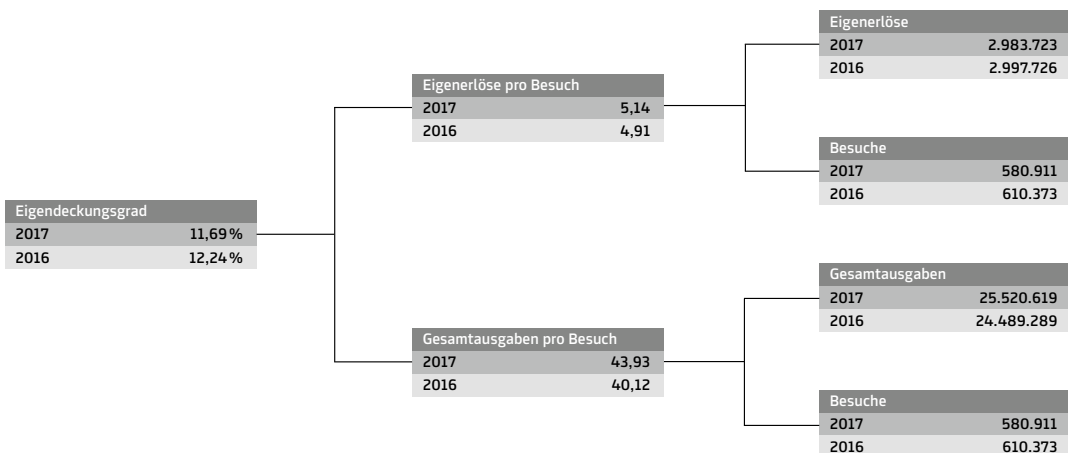 Eigendeckungsgrad
2017 11,69 %
2016 12,24 %
Eigenerlöse pro Besuch
2017 5,14
2016 4,91
Gesamtausgaben pro Besuch
2017 43,93
2016 40,12
Eigenerlöse
2017 2.983.723
2016 2.997.726
Besuche
2017 580.911
2016 610.373
Gesamtausgaben
2017 25.520.619
2016 24.489.289
Besuche
2017 580.911
2016 610.373